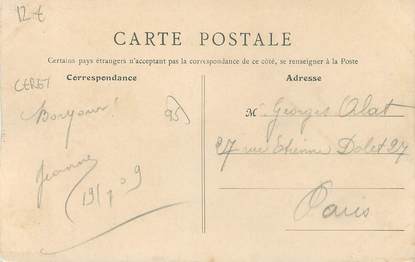 12 €
CARTE POSTALE
Certains pays étrangers n'acceptant pas la correspondance de ce côté, se renseigner à la Poste
Correspondance
CERET
Bonjour!
95
Jeanne
19/7 09
Adresse
M. Georges Alat
27 rue Etienne Dolet 27
Paris